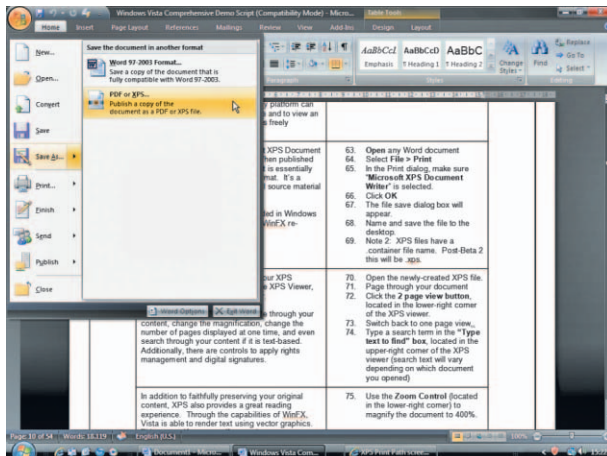 Windows Vista Comprehensive Demo Script (Compatibility Mode) - Micro...
Table Tools
Home Insert Page Layout References Mailings Review View Add-Ins Design Layout
New...
Open...
Convert
Save
Save As...
Print...
Finish
Send
Publish
Close
Save the document in another format
Word 97-2003 Format...
Save a copy of the document that is
fully compatible with Word 97-2003.
PDF or XPS...
Publish a copy of the
document as a PDF or XPS file.
Word Options
Exit Word
Paragraph
AaBbCcI AaBbCcD AaBbC
Emphasis ¶ Heading 1 ¶ Heading 2
Change
Styles
Styles
Find
Replace
Go To
Select
Editing
platform can
and to view an
s freely
XPS Document
hen published
t is essentially
mat. It's a
source material
ed in Windows
WinFX re-
63. Open any Word document
64. Select File > Print
65. In the Print dialog, make sure
"Microsoft XPS Document
Writer" is selected.
66. Click OK
67. The file save dialog box will
appear.
68. Name and save the file to the
desktop.
69. Note 2: XPS files have a
.container file name. Post-Beta 2
this will be .xps.
our XPS
XPS Viewer,
through your
content, change the magnification, change the
number of pages displayed at one time, and even
search through your content if it is text-based.
Additionally, there are controls to apply rights
management and digital signatures.
70. Open the newly-created XPS file.
71. Page through your document
72. Click the 2 page view button,
located in the lower-right corner
of the XPS viewer.
73. Switch back to one page view.
74. Type a search term in the "Type
text to find" box, located in the
upper-right corner of the XPS
viewer (search text will vary
depending on which document
you opened)
In addition to faithfully preserving your original
content, XPS also provides a great reading
experience. Through the capabilities of WinFX,
Vista is able to render text using vector graphics.
75. Use the Zoom Control (located
in the lower-right corner) to
magnify the document to 400%.
Page: 10 of 54 Words: 18,119 English (U.S.) 100%
Document3 - Micro... Windows Vista Com... XPS Print Path scree...